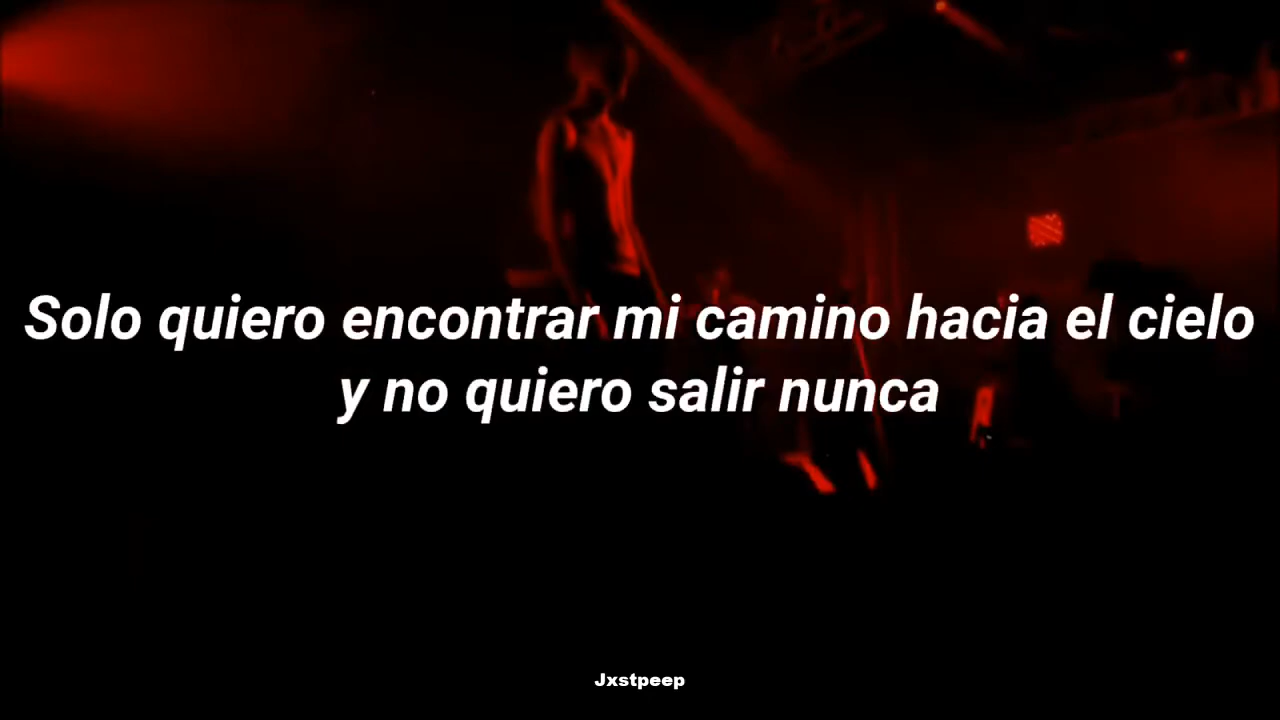 Solo quiero encontrar mi camino hacia el cielo
y no quiero salir nunca
Jxstpeep